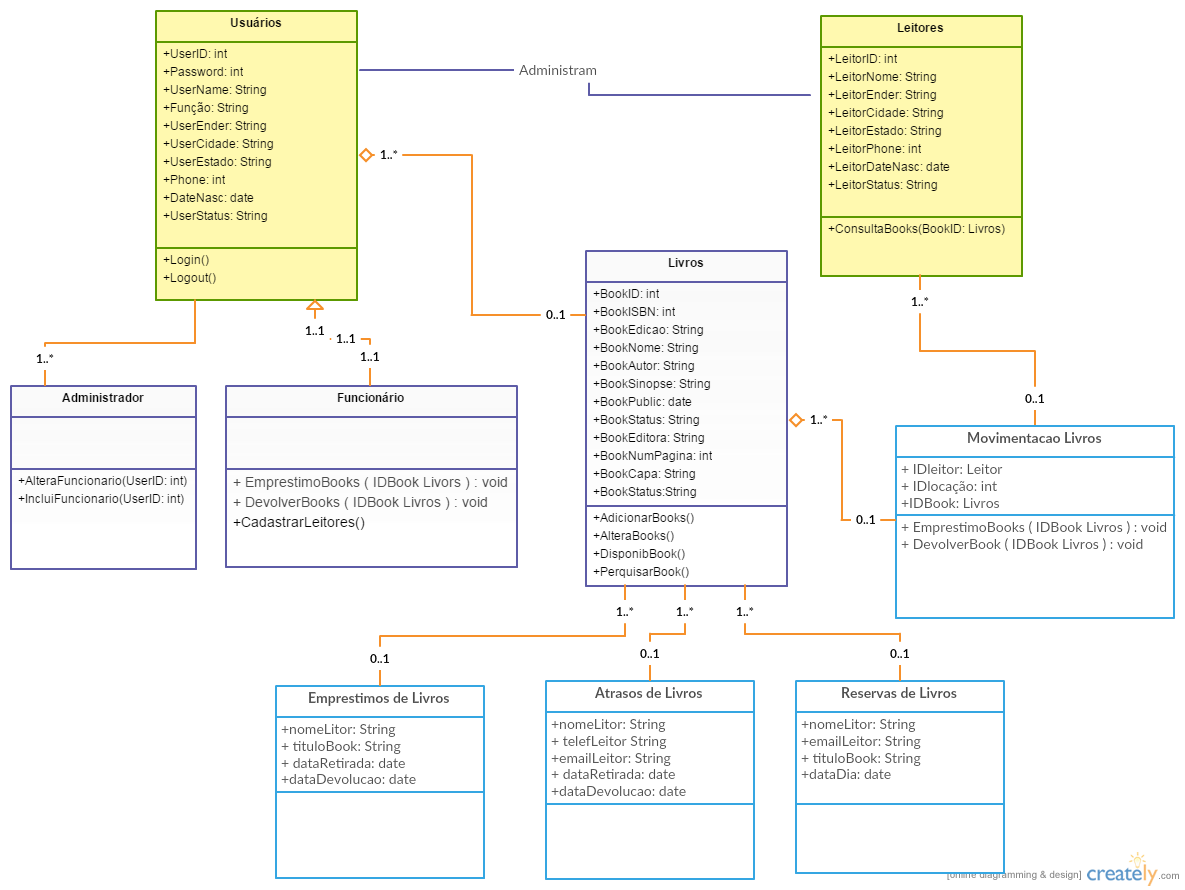 Usuários
+UserID: int
+Password: int
+UserName: String
+Função: String
+UserEnder: String
+UserCidade: String
+UserEstado: String
+Phone: int
+DateNasc: date
+UserStatus: String
+Login()
+Logout()
Administram
Leitores
+LeitorID: int
+LeitorNome: String
+LeitorEnder: String
+LeitorCidade: String
+LeitorEstado: String
+LeitorPhone: int
+LeitorDateNasc: date
+LeitorStatus: String
+ConsultaBooks(BookID: Livros)
1..*
0..1
1..*
1..1
1..1
1..1
Administrador
+AlteraFuncionario(UserID: int)
+IncluiFuncionario(UserID: int)
Funcionário
+ EmprestimoBooks ( IDBook Livors ) : void
+ DevolverBooks ( IDBook Livros ) : void
+CadastrarLeitores()
Livros
+BookID: int
+BookISBN: int
+BookEdicao: String
+BookNome: String
+BookAutor: String
+BookSinopse: String
+BookPublic: date
+BookStatus: String
+BookEditora: String
+BookNumPagina: int
+BookCapa: String
+BookStatus:String
+AdicionarBooks()
+AlteraBooks()
+DisponibBook()
+PerquisarBook()
1..*
0..1
1..*
0..1
Movimentacao Livros
+ IDleitor: Leitor
+ IDlocação: int
+IDBook: Livros
+ EmprestimoBooks ( IDBook Livros ) : void
+ DevolverBook ( IDBook Livros ) : void
1..*
1..*
1..*
0..1
0..1
0..1
Emprestimos de Livros
+nomeLitor: String
+ tituloBook: String
+ dataRetirada: date
+dataDevolucao: date
Atrasos de Livros
+nomeLitor: String
+ telefLeitor String
+emailLeitor: String
+ dataRetirada: date
+dataDevolucao: date
Reservas de Livros
+nomeLitor: String
+emailLeitor: String
+ tituloBook: String
+dataDia: date
[online diagramming & design] creately.com